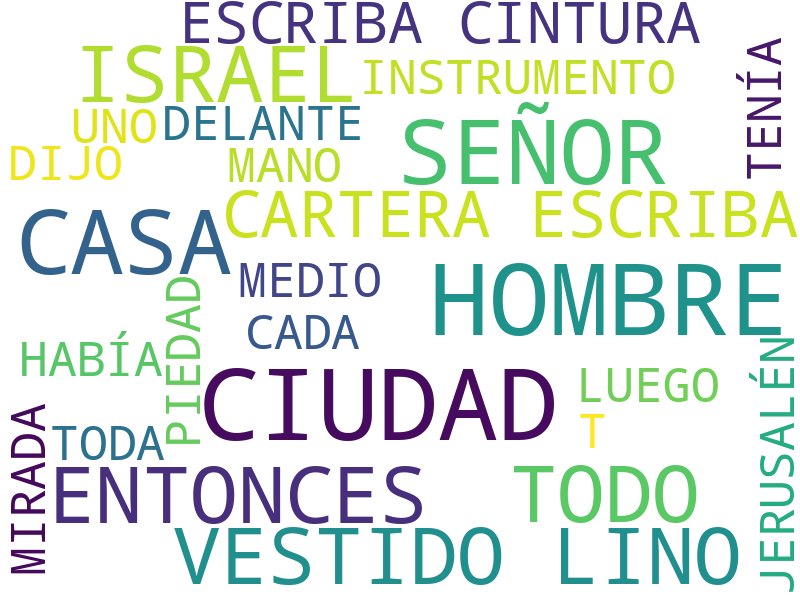 ESCRIBA CINTURA
ISRAEL
INSTRUMENTO
TENÍA
UNO
DELANTE
SEÑOR
DIJO
MANO
CARTERA ESCRIBA
CASA
MEDIO
HOMBRE
CADA
HABÍA
PIEDAD
CIUDAD
LUEGO
JERUSALÉN
MIRADA
TODA
T
ENTONCES
TODO
VESTIDO LINO